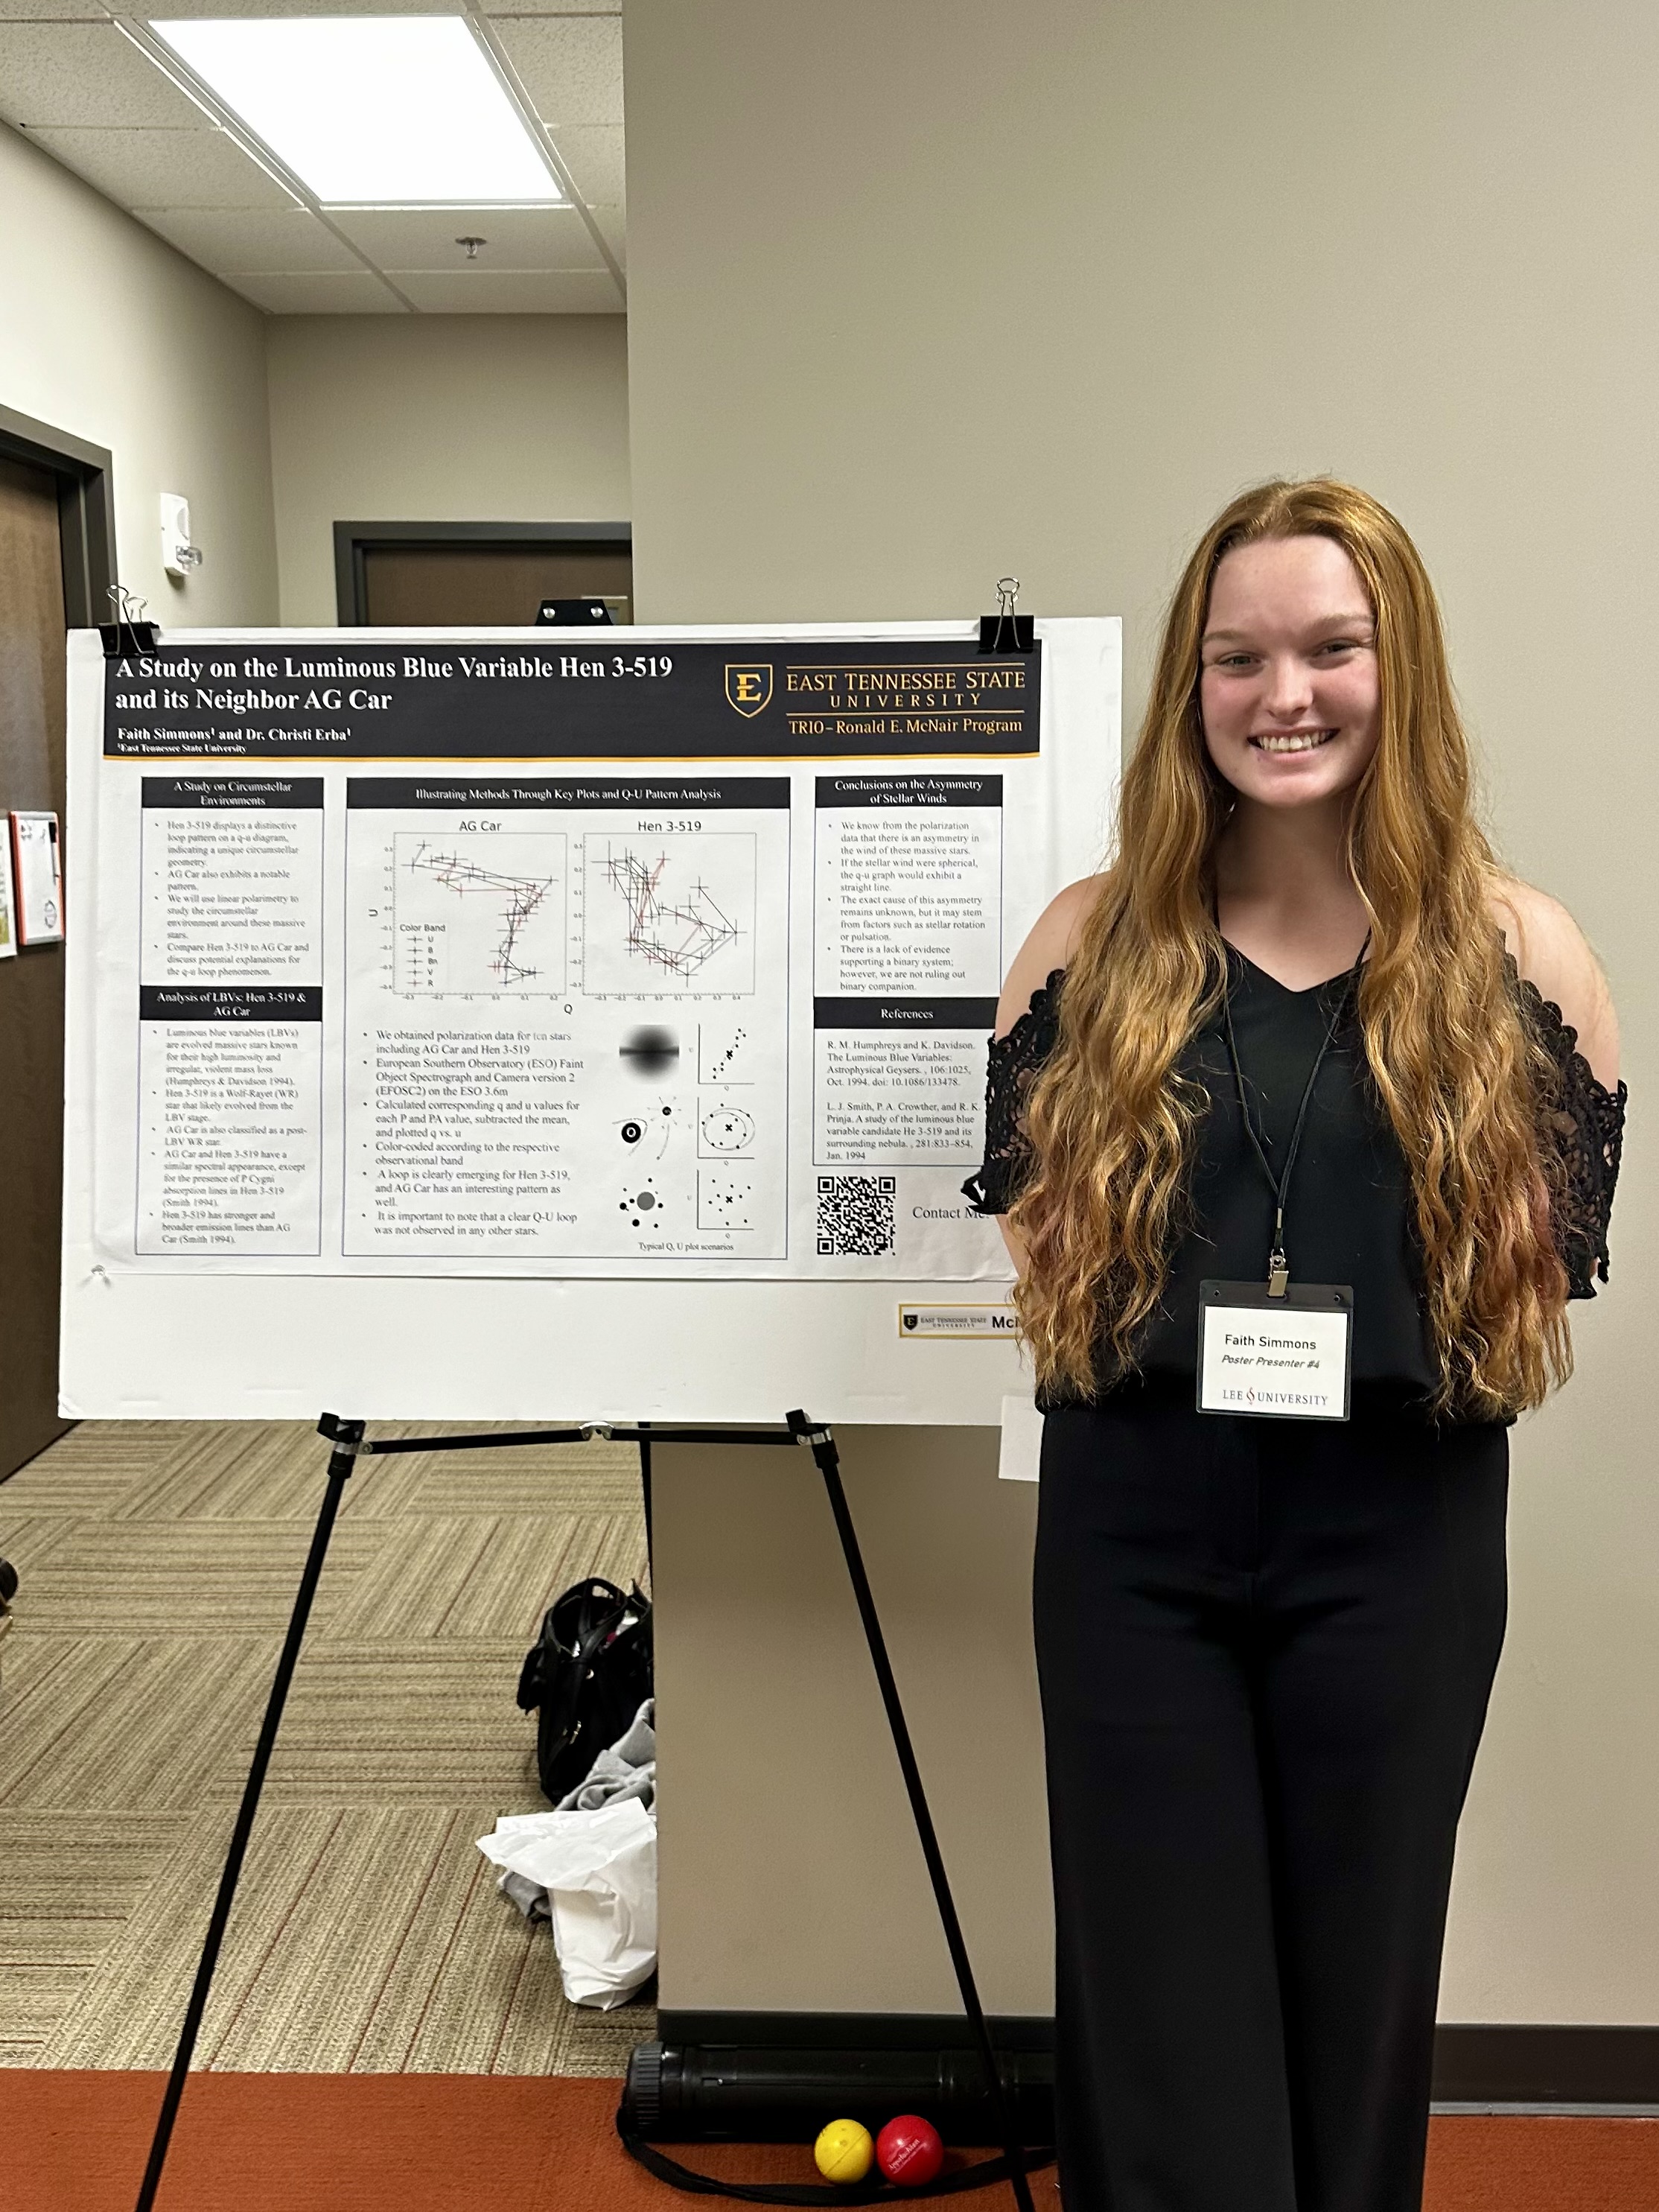 A Study on the Luminous Blue Variable Hen 3-519
and its Neighbor AG Car
Faith Simmons¹ and Dr. Christi Erba¹
¹East Tennessee State University
E
EAST TENNESSEE STATE
UNIVERSITY
TRIO – Ronald E. McNair Program
A Study on Circumstellar
Environments
• Hen 3-519 displays a distinctive
loop pattern on a q-u diagram,
indicating a unique circumstellar
geometry.
• AG Car also exhibits a notable
pattern.
• We will use linear polarimetry to
study the circumstellar
environment around these massive
stars.
• Compare Hen 3-519 to AG Car and
discuss potential explanations for
the q-u loop phenomenon.
Analysis of LBVs: Hen 3-519 &
AG Car
• Luminous blue variables (LBVs)
are evolved massive stars known
for their high luminosity and
irregular, violent mass loss
(Humphreys & Davidson 1994).
• Hen 3-519 is a Wolf-Rayet (WR)
star that likely evolved from the
LBV stage.
• AG Car is also classified as a post-
LBV WR star.
• AG Car and Hen 3-519 have a
similar spectral appearance, except
for the presence of P Cygni
absorption lines in Hen 3-519
(Smith 1994).
• Hen 3-519 has stronger and
broader emission lines than AG
Car (Smith 1994).
Illustrating Methods Through Key Plots and Q-U Pattern Analysis
AG Car
Hen 3-519
U
Color Band
U
B
Bn
V
R
Q
• We obtained polarization data for ten stars
including AG Car and Hen 3-519
• European Southern Observatory (ESO) Faint
Object Spectrograph and Camera version 2
(EFOSC2) on the ESO 3.6m
• Calculated corresponding q and u values for
each P and PA value, subtracted the mean,
and plotted q vs. u
• Color-coded according to the respective
observational band
• A loop is clearly emerging for Hen 3-519,
and AG Car has an interesting pattern as
well.
• It is important to note that a clear Q-U loop
was not observed in any other stars.
Typical Q, U plot scenarios
Conclusions on the Asymmetry
of Stellar Winds
• We know from the polarization
data that there is an asymmetry in
the wind of these massive stars.
• If the stellar wind were spherical,
the q-u graph would exhibit a
straight line.
• The exact cause of this asymmetry
remains unknown, but it may stem
from factors such as stellar rotation
or pulsation.
• There is a lack of evidence
supporting a binary system;
however, we are not ruling out
binary companion.
References
R. M. Humphreys and K. Davidson.
The Luminous Blue Variables:
Astrophysical Geysers. , 106:1025,
Oct. 1994. doi: 10.1086/133478.
L. J. Smith, P. A. Crowther, and R. K.
Prinja. A study of the luminous blue
variable candidate He 3-519 and its
surrounding nebula. , 281:833–854,
Jan. 1994
Contact Me:
EAST TENNESSEE STATE
UNIVERSITY
Faith Simmons
Poster Presenter #4
LEE UNIVERSITY